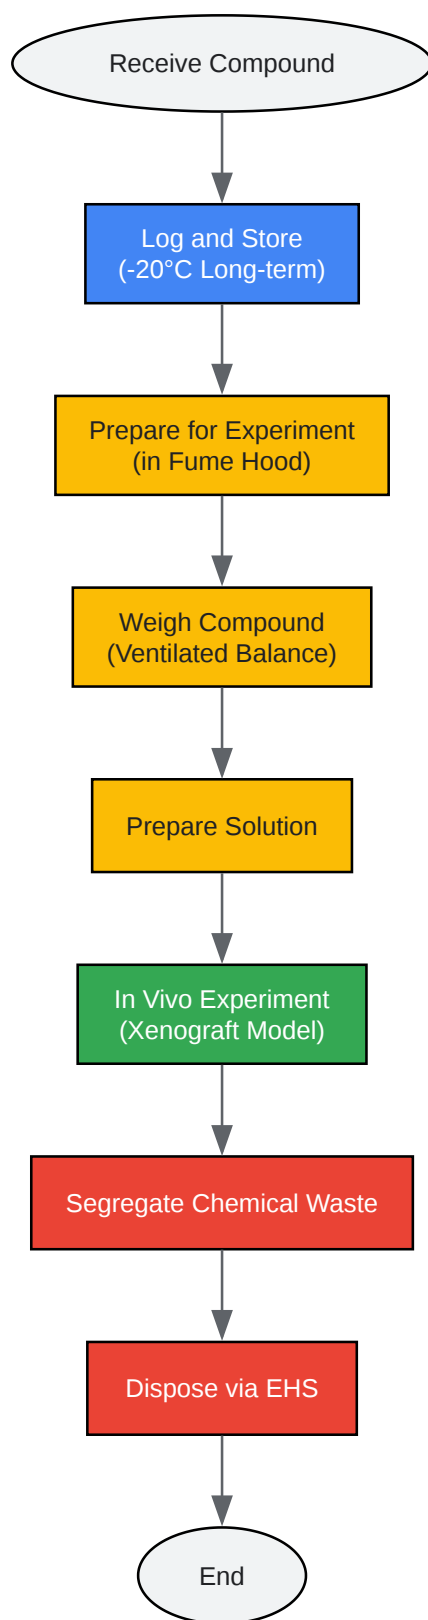 Receive Compound
Log and Store
(-20°C Long-term)
Prepare for Experiment
(in Fume Hood)
Weigh Compound
(Ventilated Balance)
Prepare Solution
In Vivo Experiment
(Xenograft Model)
Segregate Chemical Waste
Dispose via EHS
End